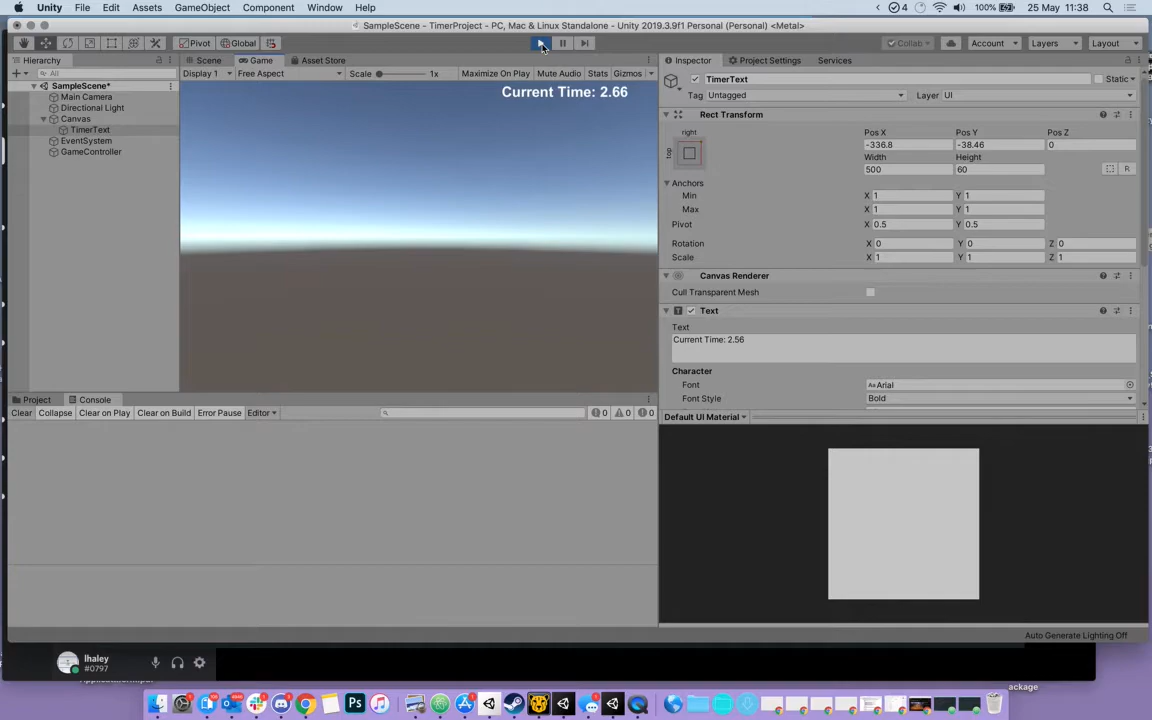 Unity File Edit Assets GameObject Component Window Help 4 100% 25 May 11:38
SampleScene - TimerProject - PC, Mac & Linux Standalone - Unity 2019.3.9f1 Personal (Personal) <Metal>
Pivot Global Collab Account Layers Layout
Hierarchy Scene Game Asset Store Inspector Project Settings Services
All Display 1 Free Aspect Scale 1x Maximize On Play Mute Audio Stats Gizmos TimerText Static
SampleScene*
Main Camera
Directional Light
Canvas
TimerText
EventSystem
GameController
Current Time: 2.66
Tag Untagged Layer UI
Rect Transform
right
top
Pos X Pos Y Pos Z
-336.8 -38.46 0
Width Height
500 60 R
Anchors
Min X 1 Y 1
Max X 1 Y 1
Pivot X 0.5 Y 0.5
Rotation X 0 Y 0 Z 0
Scale X 1 Y 1 Z 1
Canvas Renderer
Cull Transparent Mesh
Text
Text
Current Time: 2.56
Character
Font Arial
Font Style Bold
Default UI Material
Project Console
Clear Collapse Clear on Play Clear on Build Error Pause Editor 0 0 0
Auto Generate Lighting Off
lhaley
#0797
ackage